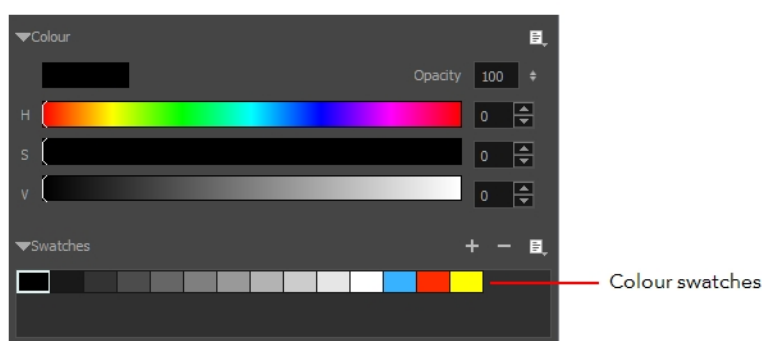 Colour
Opacity 100
H 0
S 0
V 0
Swatches + −
Colour swatches